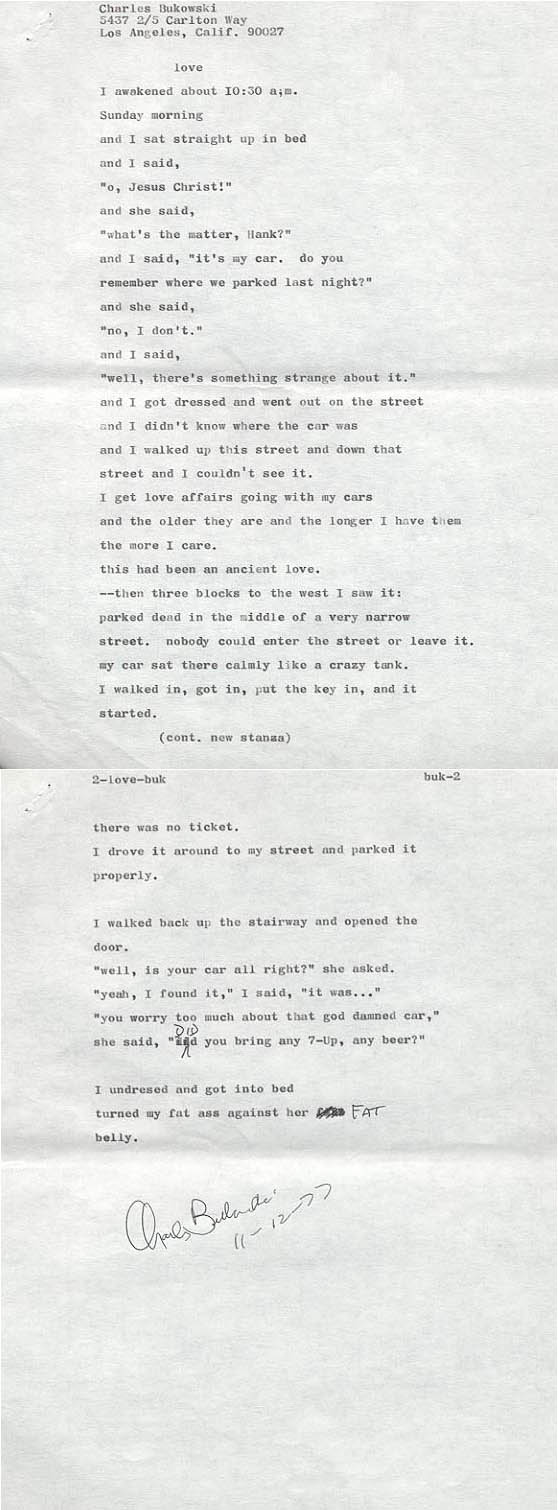 Charles Bukowski
5437 2/5 Carlton Way
Los Angeles, Calif. 90027
love
I awakened about 10:30 a;m.
Sunday morning
and I sat straight up in bed
and I said,
"o, Jesus Christ!"
and she said,
"what's the matter, Hank?"
and I said, "it's my car.  do you
remember where we parked last night?"
and she said,
"no, I don't."
and I said,
"well, there's something strange about it."
and I got dressed and went out on the street
and I didn't know where the car was
and I walked up this street and down that
street and I couldn't see it.
I get love affairs going with my cars
and the older they are and the longer I have them
the more I care.
this had been an ancient love.
--then three blocks to the west I saw it:
parked dead in the middle of a very narrow
street.  nobody could enter the street or leave it.
my car sat there calmly like a crazy tank.
I walked in, got in, put the key in, and it
started.
(cont. new stanza)
2-love-buk buk-2
there was no ticket.
I drove it around to my street and parked it
properly.
I walked back up the stairway and opened the
door.
"well, is your car all right?" she asked.
"yeah, I found it," I said, "it was..."
"you worry too much about that god damned car,"
she said, "DID you bring any 7-Up, any beer?"
I undresed and got into bed
turned my fat ass against her FAT
belly.
Charles Bukowski
11-12-77